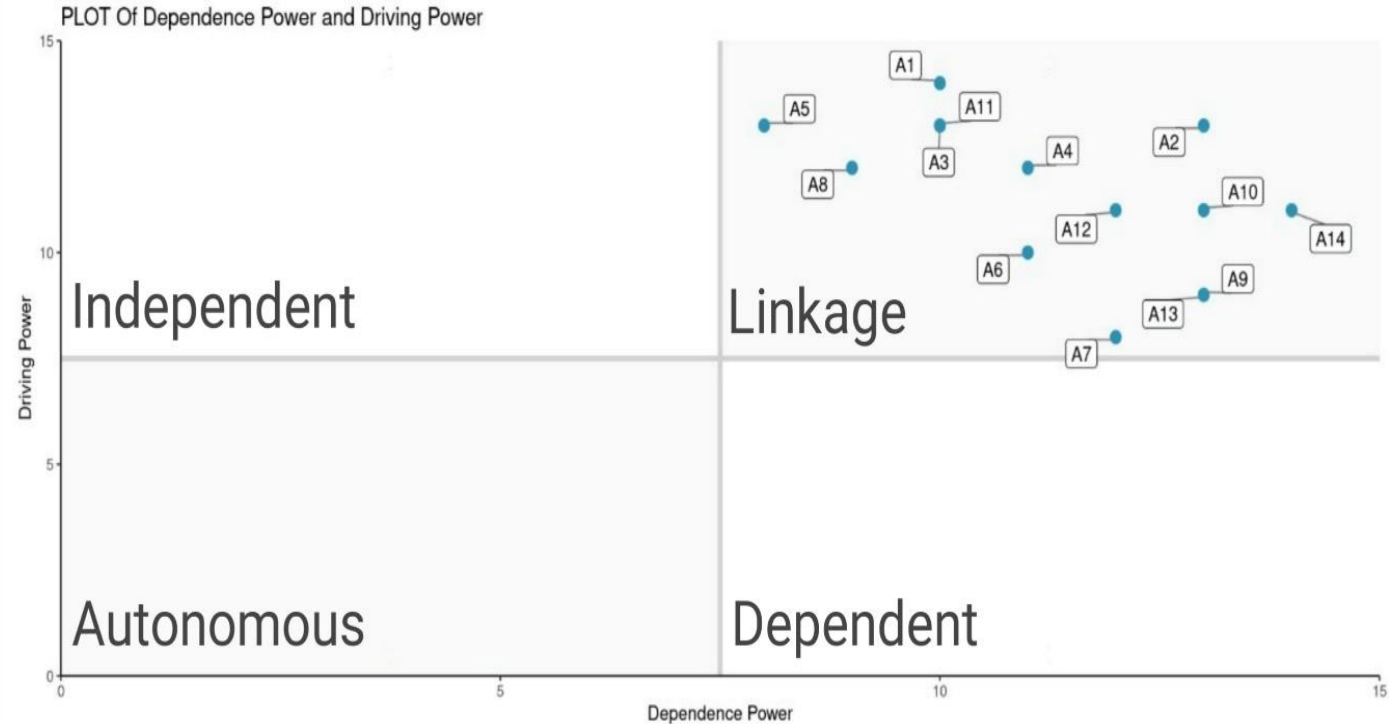 PLOT Of Dependence Power and Driving Power
15
A1
A5
A11
A2
A3
A4
A8
A10
A12
A14
10
A6
A9
Independent
Linkage
A13
A7
Driving Power
5
Autonomous
Dependent
0
0
5
10
15
Dependence Power